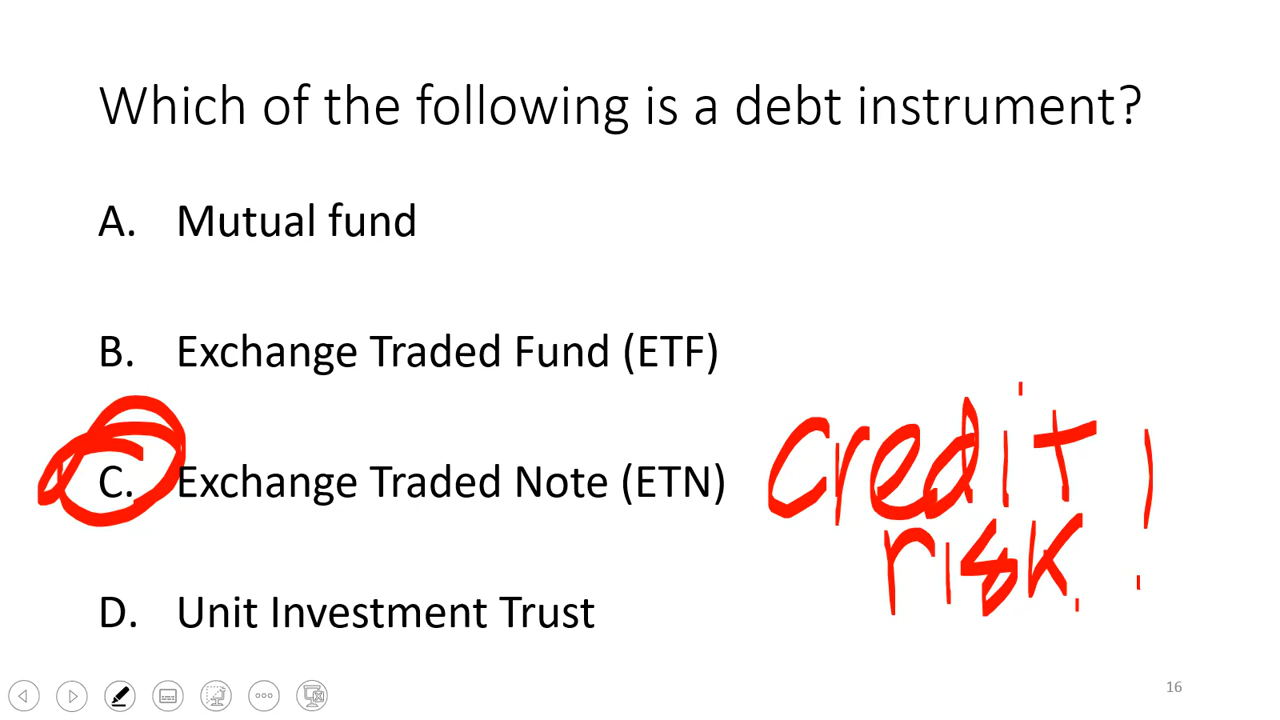 Which of the following is a debt instrument?
A. Mutual fund
B. Exchange Traded Fund (ETF)
C. Exchange Traded Note (ETN)
credit !
risk
D. Unit Investment Trust
16